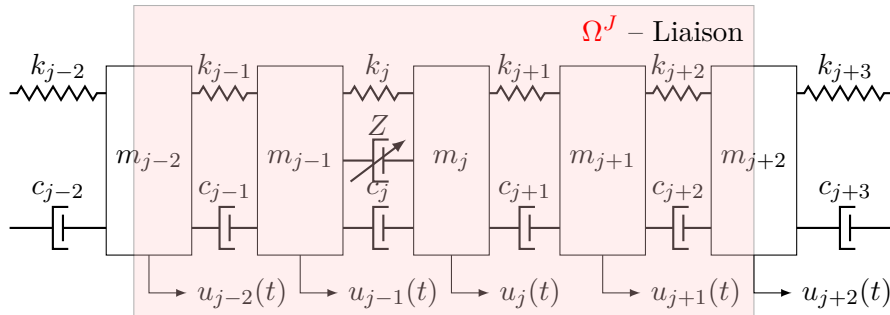 Ω^J – Liaison
k_{j−2} k_{j−1} k_j k_{j+1} k_{j+2} k_{j+3}
Z
m_{j−2} m_{j−1} m_j m_{j+1} m_{j+2}
c_{j−2} c_{j−1} c_j c_{j+1} c_{j+2} c_{j+3}
u_{j−2}(t) u_{j−1}(t) u_j(t) u_{j+1}(t) u_{j+2}(t)